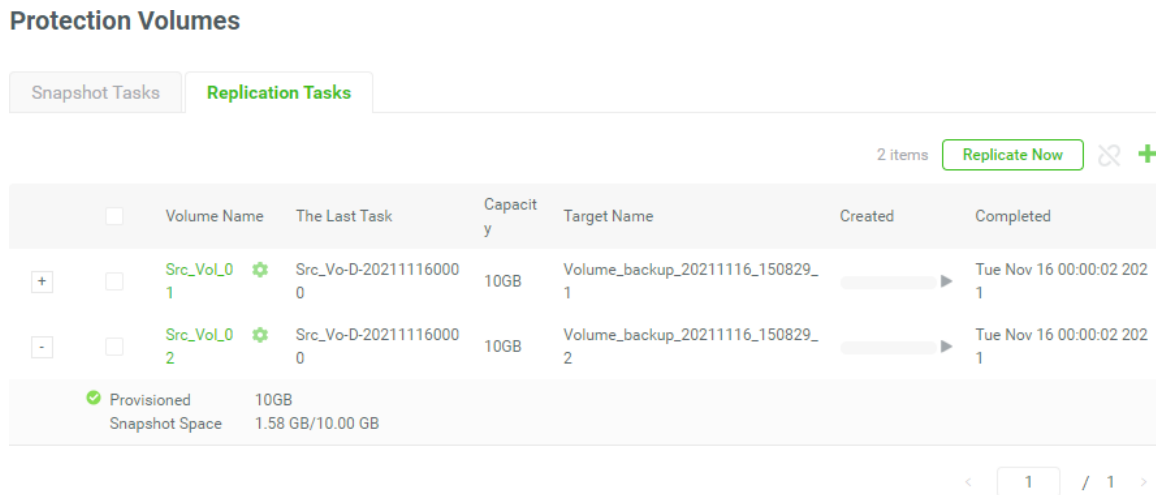 Protection Volumes
Snapshot Tasks Replication Tasks
2 items Replicate Now
Volume Name The Last Task Capacit
y Target Name Created Completed
+ Src_Vol_0
1 Src_Vo-D-20211116000
0 10GB Volume_backup_20211116_150829_
1 Tue Nov 16 00:00:02 202
1
- Src_Vol_0
2 Src_Vo-D-20211116000
0 10GB Volume_backup_20211116_150829_
2 Tue Nov 16 00:00:02 202
1
Provisioned 10GB
Snapshot Space 1.58 GB/10.00 GB
< 1 / 1 >